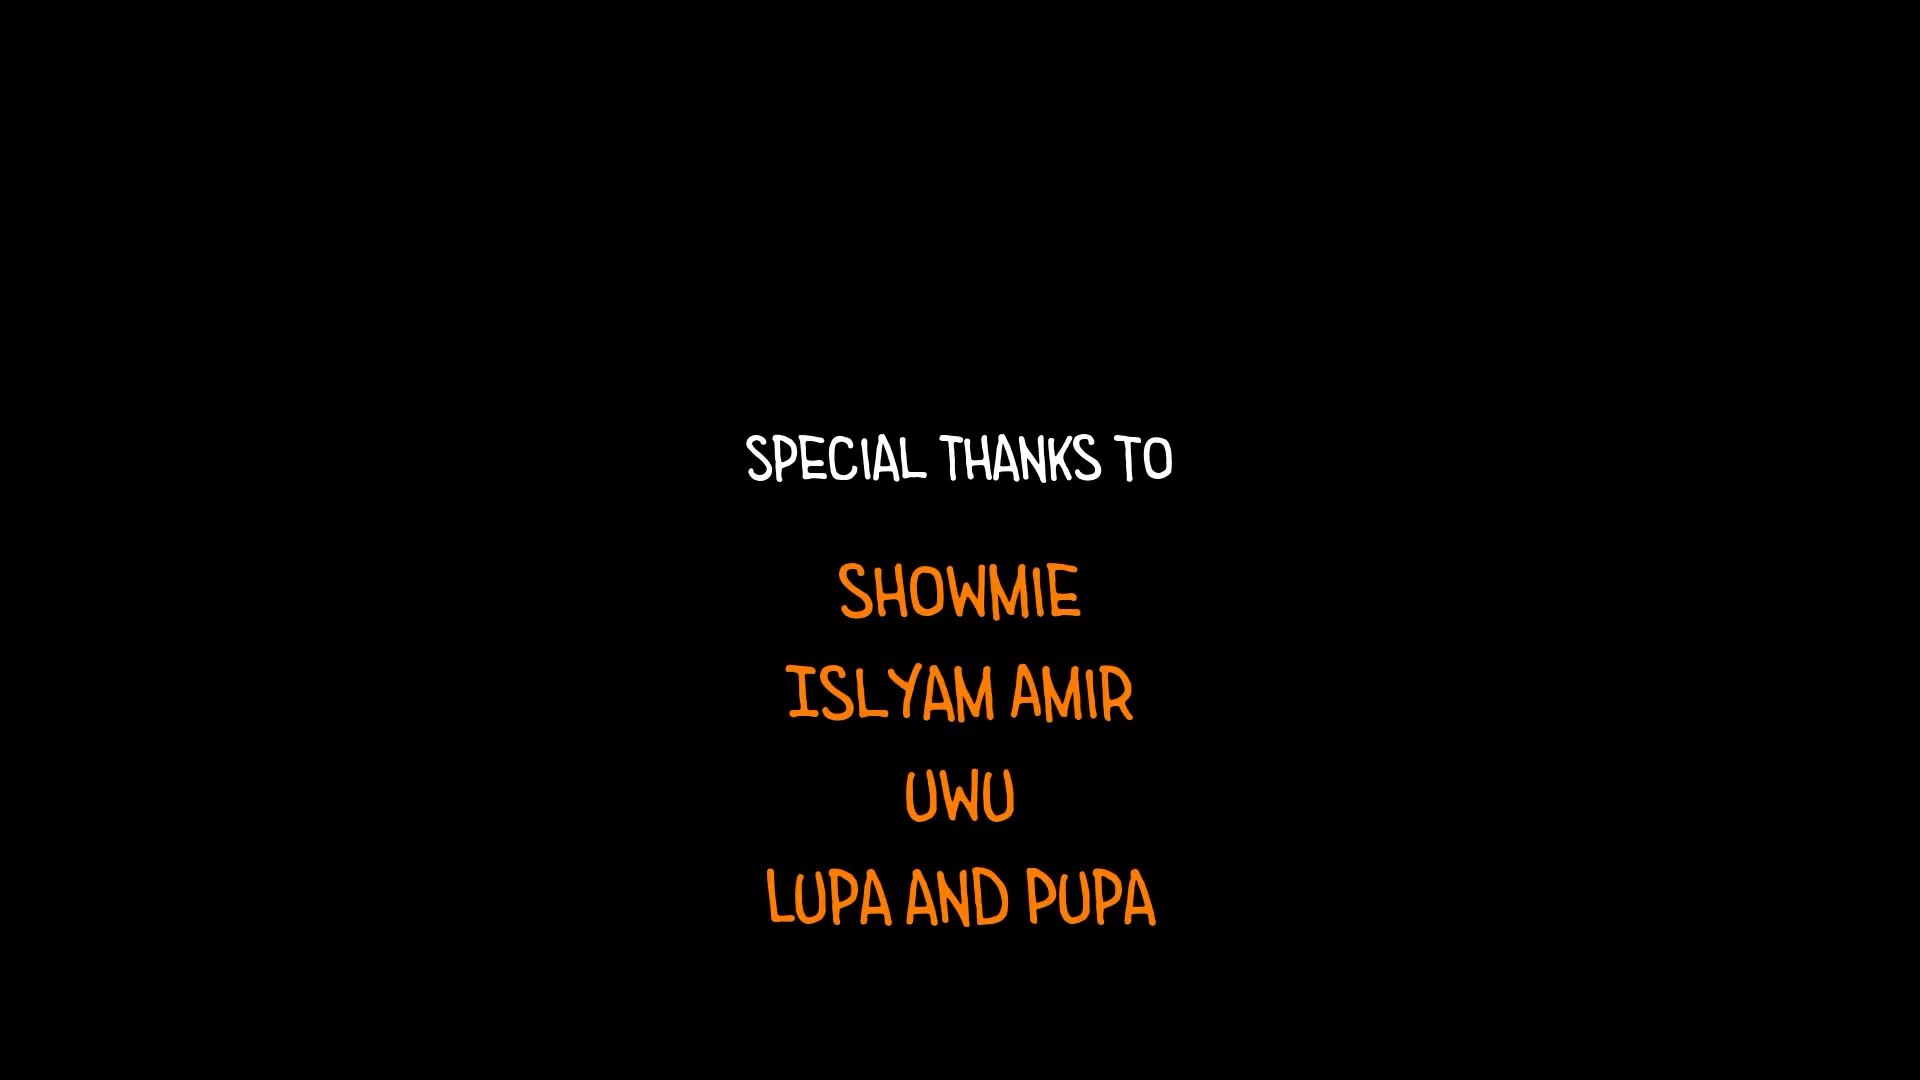 SPECIAL THANKS TO
SHOWMIE
ISLYAM AMIR
UWU
LUPA AND PUPA